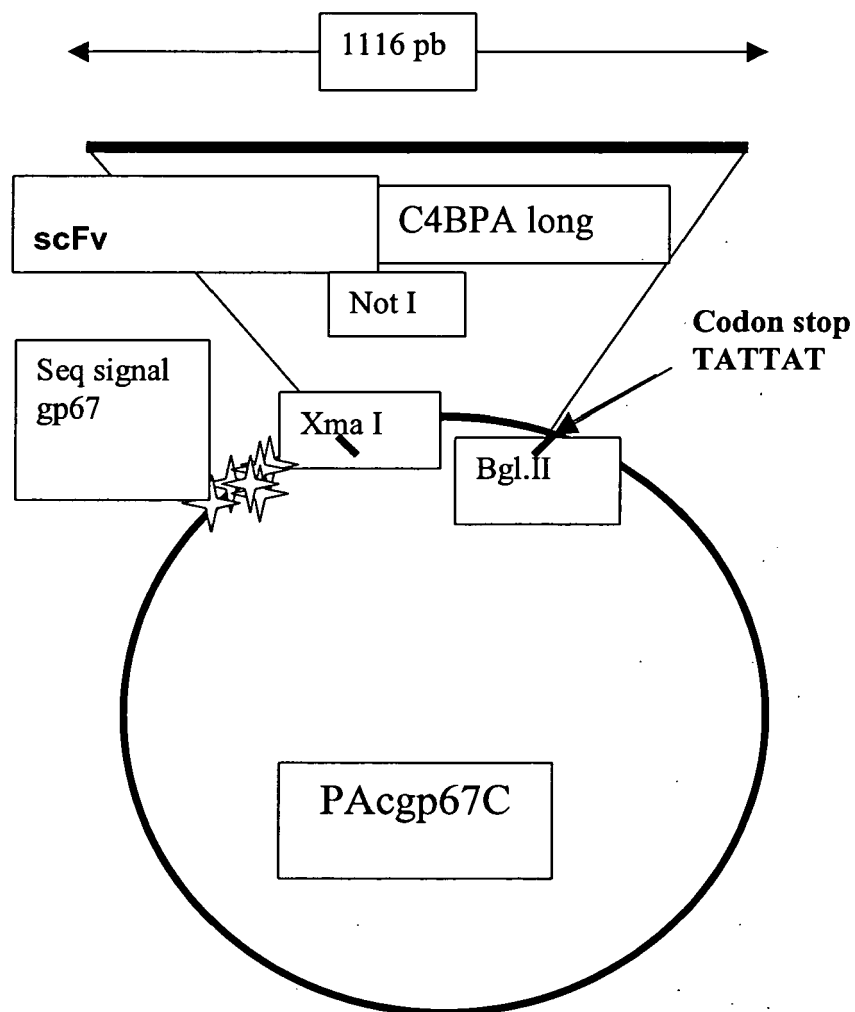 1116 pb
scFv
C4BPA long
Not I
Codon stop
TATTAT
Seq signal
gp67
Xma I
Bgl.II
PAcgp67C